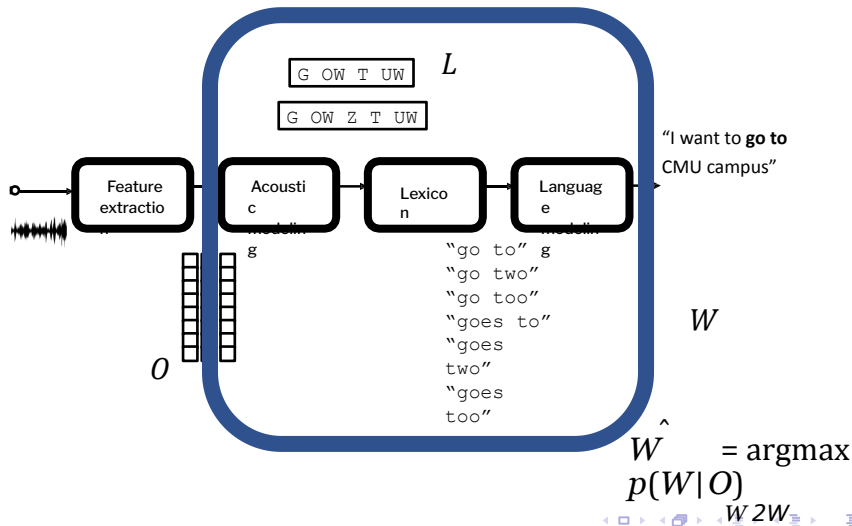 G OW T UW
L
G OW Z T UW
"I want to go to
CMU campus"
Feature
extractio
n
Acousti
c
modelin
g
Lexico
n
Languag
e
modelin
g
"go to"
"go two"
"go too"
"goes to"
"goes
two"
"goes
too"
O
W
Ŵ = argmax
p(W|O)
W 2W